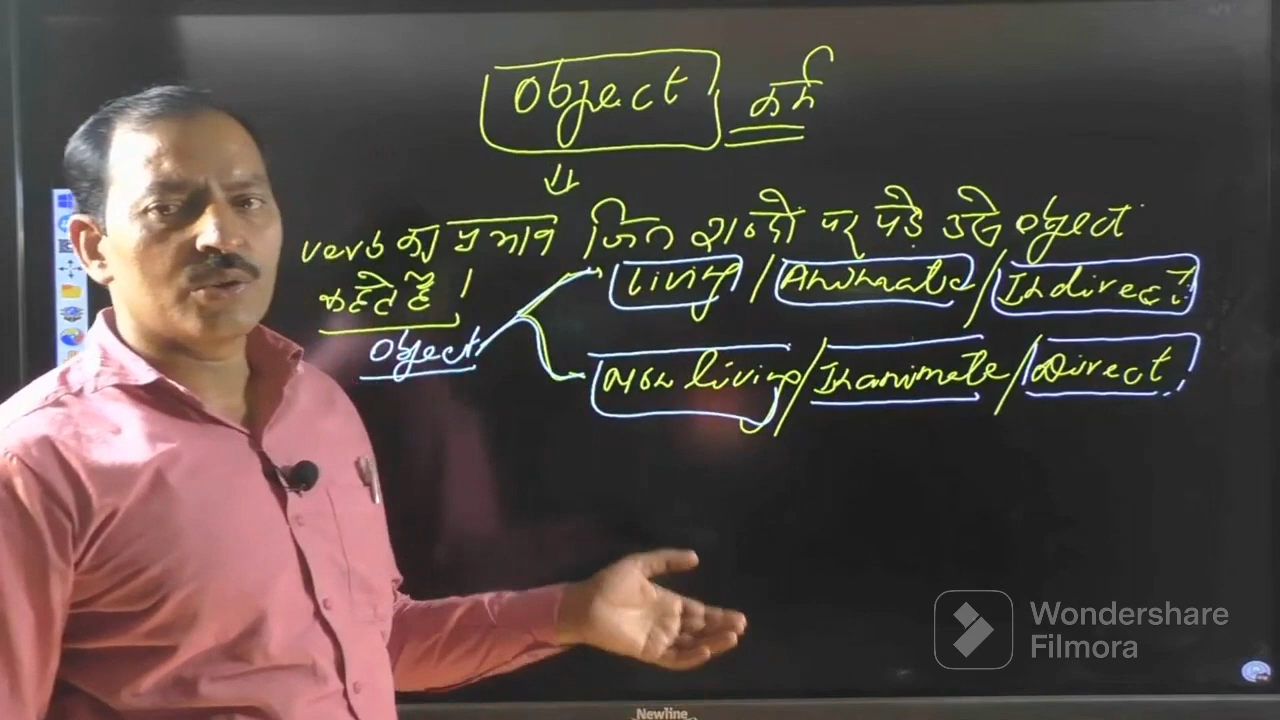 object कर्म
verb का प्रभाव जिन शब्दों पर पड़े उसे object
कहते हैं।
Living / Animate / Indirect
object
Non living / Inanimate / Direct
Wondershare
Filmora
Newline